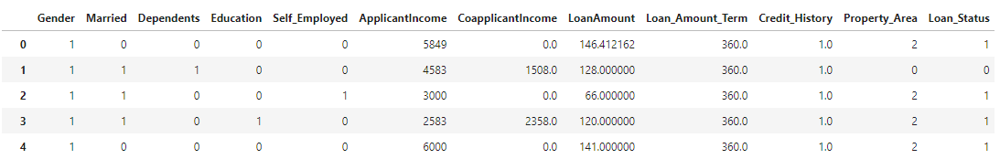 Gender Married Dependents Education Self_Employed ApplicantIncome CoapplicantIncome LoanAmount Loan_Amount_Term Credit_History Property_Area Loan_Status
0 1 0 0 0 0 5849 0.0 146.412162 360.0 1.0 2 1
1 1 1 1 0 0 4583 1508.0 128.000000 360.0 1.0 0 0
2 1 1 0 0 1 3000 0.0 66.000000 360.0 1.0 2 1
3 1 1 0 1 0 2583 2358.0 120.000000 360.0 1.0 2 1
4 1 0 0 0 0 6000 0.0 141.000000 360.0 1.0 2 1